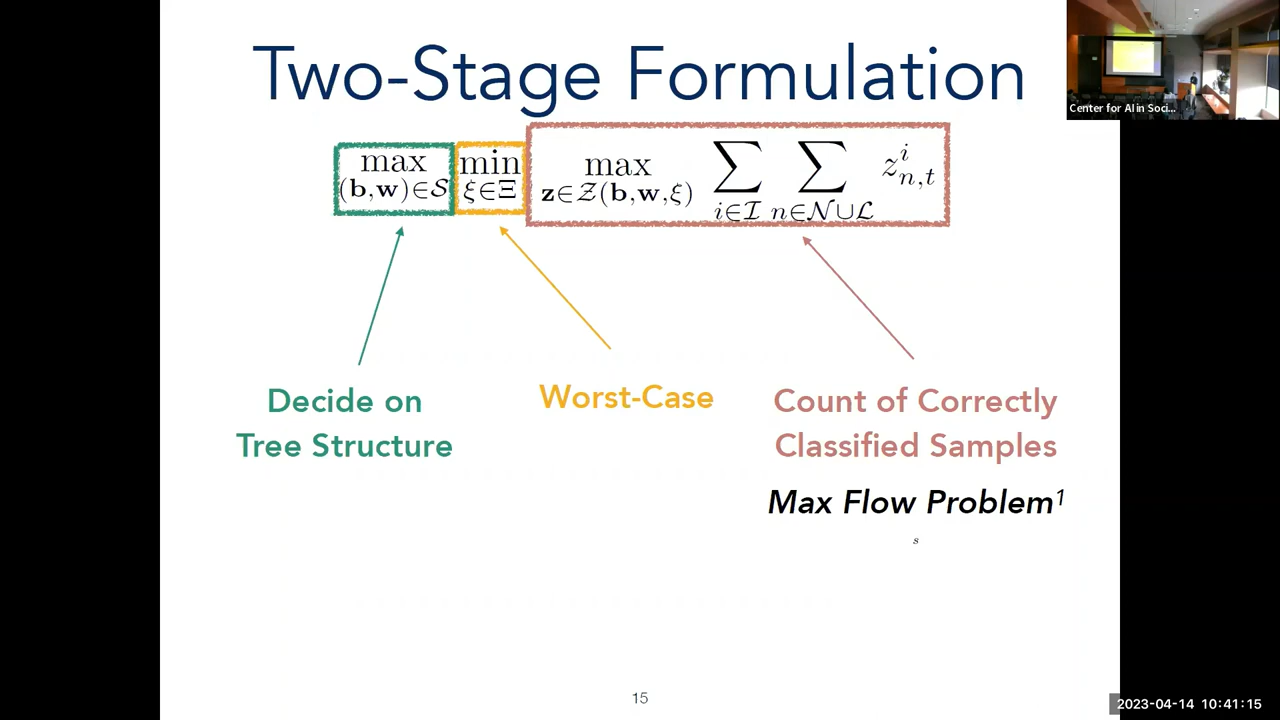 Two-Stage Formulation
Center for AI in Soci...
max min max ∑ ∑ z^i_{n,t}
(b,w)∈𝒮 ξ∈Ξ z∈𝒵(b,w,ξ) i∈ℐ n∈𝒩∪ℒ
Decide on
Tree Structure
Worst-Case
Count of Correctly
Classified Samples
Max Flow Problem¹
s
15
2023-04-14 10:41:15